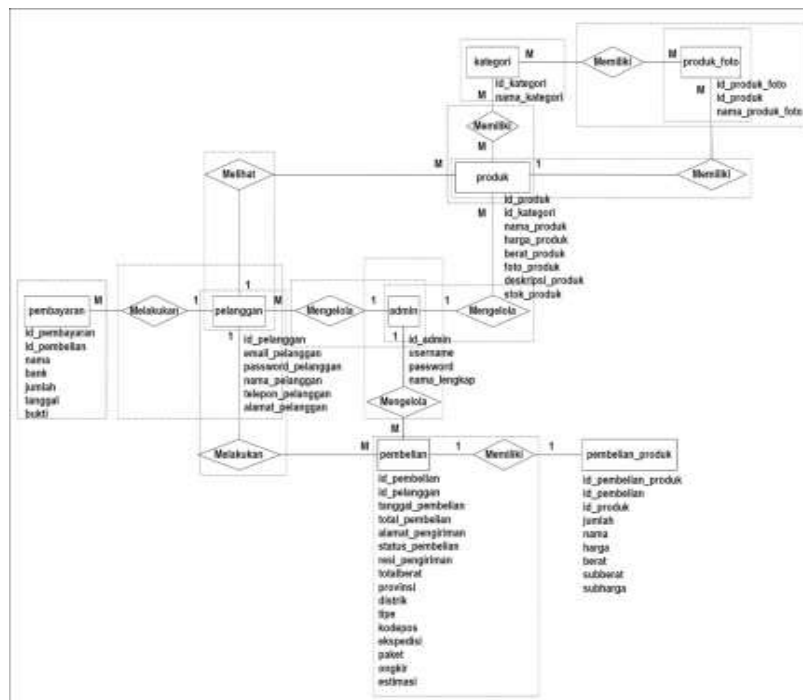 kategori
M
Memiliki
M
produk_foto
id_kategori
nama_kategori
M
id_produk_foto
id_produk
nama_produk_foto
M
Memiliki
M
Melihat
M
produk
1
Memiliki
id_produk
id_kategori
nama_produk
harga_produk
berat_produk
foto_produk
deskripsi_produk
stok_produk
M
1
pembayaran
M
Melakukan
1
pelanggan
M
Mengelola
1
admin
1
Mengelola
id_pembayaran
id_pembelian
nama
bank
jumlah
tanggal
bukti
1
id_pelanggan
email_pelanggan
password_pelanggan
nama_pelanggan
telepon_pelanggan
alamat_pelanggan
1
id_admin
username
password
nama_lengkap
Mengelola
M
Melakukan
M
pembelian
1
Memiliki
1
pembelian_produk
id_pembelian
id_pelanggan
tanggal_pembelian
total_pembelian
alamat_pengiriman
status_pembelian
resi_pengiriman
totalberat
provinsi
distrik
tipe
kodepos
ekspedisi
paket
ongkir
estimasi
id_pembelian_produk
id_pembelian
id_produk
jumlah
nama
harga
berat
subberat
subharga